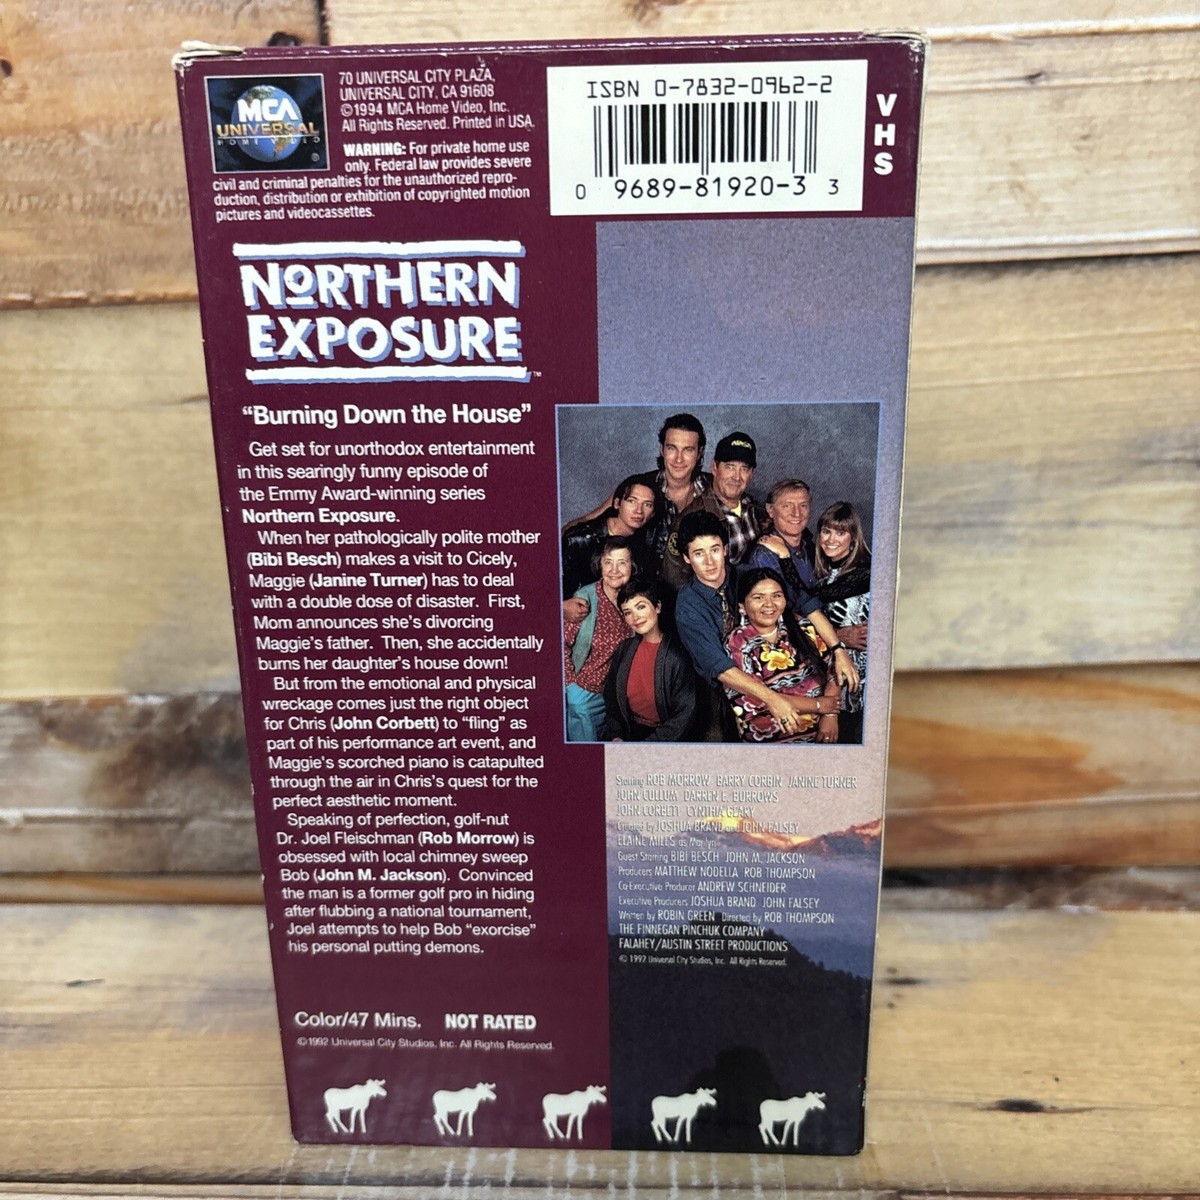 MCA
UNIVERSAL
HOME VIDEO
®
70 UNIVERSAL CITY PLAZA,
UNIVERSAL CITY, CA 91608
©1994 MCA Home Video, Inc.
All Rights Reserved. Printed in USA.
WARNING: For private home use
only. Federal law provides severe
civil and criminal penalties for the unauthorized repro-
duction, distribution or exhibition of copyrighted motion
pictures and videocassettes.
ISBN 0-7832-0962-2
0 9689-81920-3 3
VHS
NORTHERN
EXPOSURE
™
“Burning Down the House”
Get set for unorthodox entertainment
in this searingly funny episode of
the Emmy Award-winning series
Northern Exposure.
When her pathologically polite mother
(Bibi Besch) makes a visit to Cicely,
Maggie (Janine Turner) has to deal
with a double dose of disaster. First,
Mom announces she's divorcing
Maggie's father. Then, she accidentally
burns her daughter's house down!
But from the emotional and physical
wreckage comes just the right object
for Chris (John Corbett) to “fling” as
part of his performance art event, and
Maggie's scorched piano is catapulted
through the air in Chris's quest for the
perfect aesthetic moment.
Speaking of perfection, golf-nut
Dr. Joel Fleischman (Rob Morrow) is
obsessed with local chimney sweep
Bob (John M. Jackson). Convinced
the man is a former golf pro in hiding
after flubbing a national tournament,
Joel attempts to help Bob “exorcise”
his personal putting demons.
Color/47 Mins. NOT RATED
©1992 Universal City Studios, Inc. All Rights Reserved.
Starring ROB MORROW BARRY CORBIN JANINE TURNER
JOHN CULLUM DARREN E. BURROWS
JOHN CORBETT CYNTHIA GEARY
Created by JOSHUA BRAND and JOHN FALSEY
ELAINE MILES as Marilyn
Guest Starring BIBI BESCH JOHN M. JACKSON
Producers MATTHEW NODELLA ROB THOMPSON
Co-Executive Producer ANDREW SCHNEIDER
Executive Producers JOSHUA BRAND JOHN FALSEY
Written by ROBIN GREEN Directed by ROB THOMPSON
THE FINNEGAN PINCHUK COMPANY
FALAHEY/AUSTIN STREET PRODUCTIONS
© 1992 Universal City Studios, Inc. All Rights Reserved.